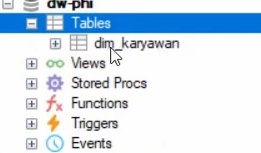 dw-phi
Tables
dim_karyawan
Views
Stored Procs
Functions
Triggers
Events